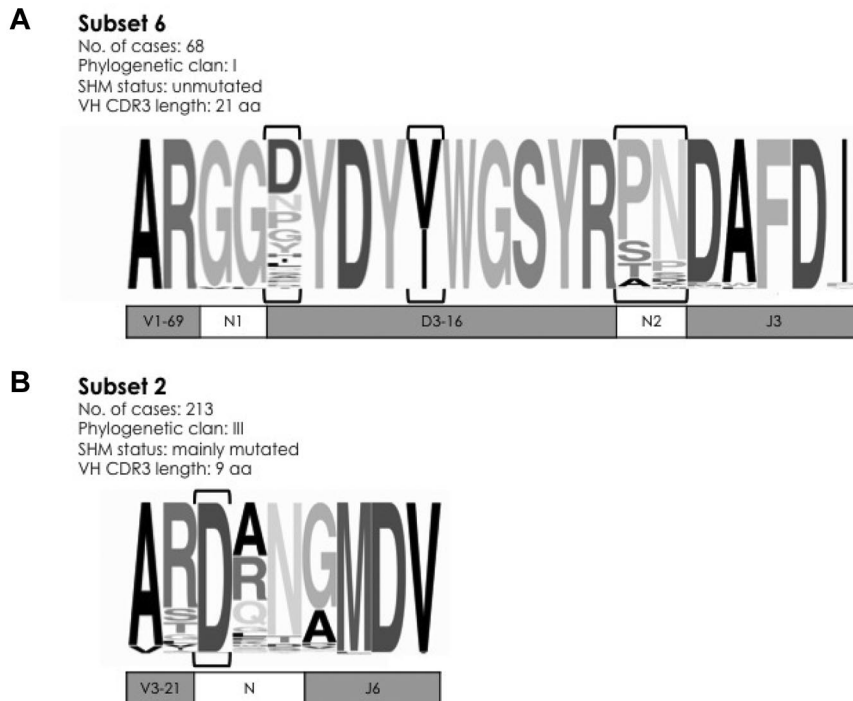 A
Subset 6
No. of cases: 68
Phylogenetic clan: I
SHM status: unmutated
VH CDR3 length: 21 aa
ARGGDYDYVWGSYRPNDAFDI
V1-69 N1 D3-16 N2 J3
B
Subset 2
No. of cases: 213
Phylogenetic clan: III
SHM status: mainly mutated
VH CDR3 length: 9 aa
ARDANGMDV
V3-21 N J6